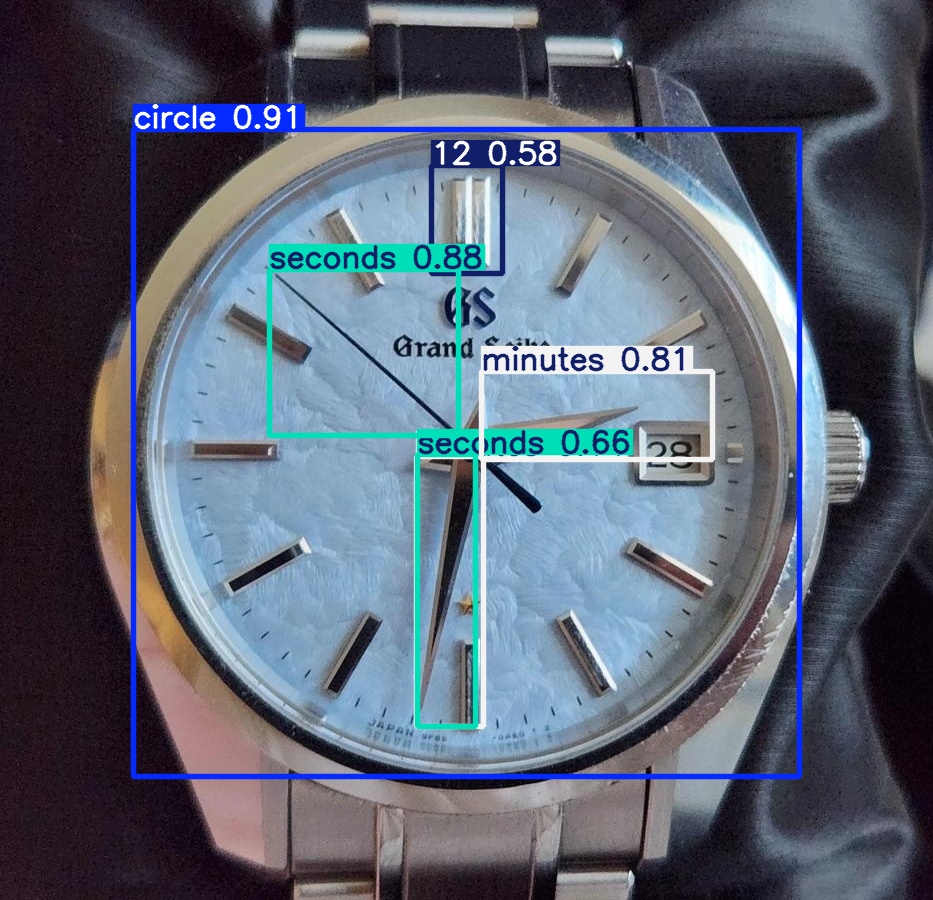 circle 0.91
12 0.58
seconds 0.88
GS
Grand Seiko
minutes 0.81
seconds 0.66
28
JAPAN